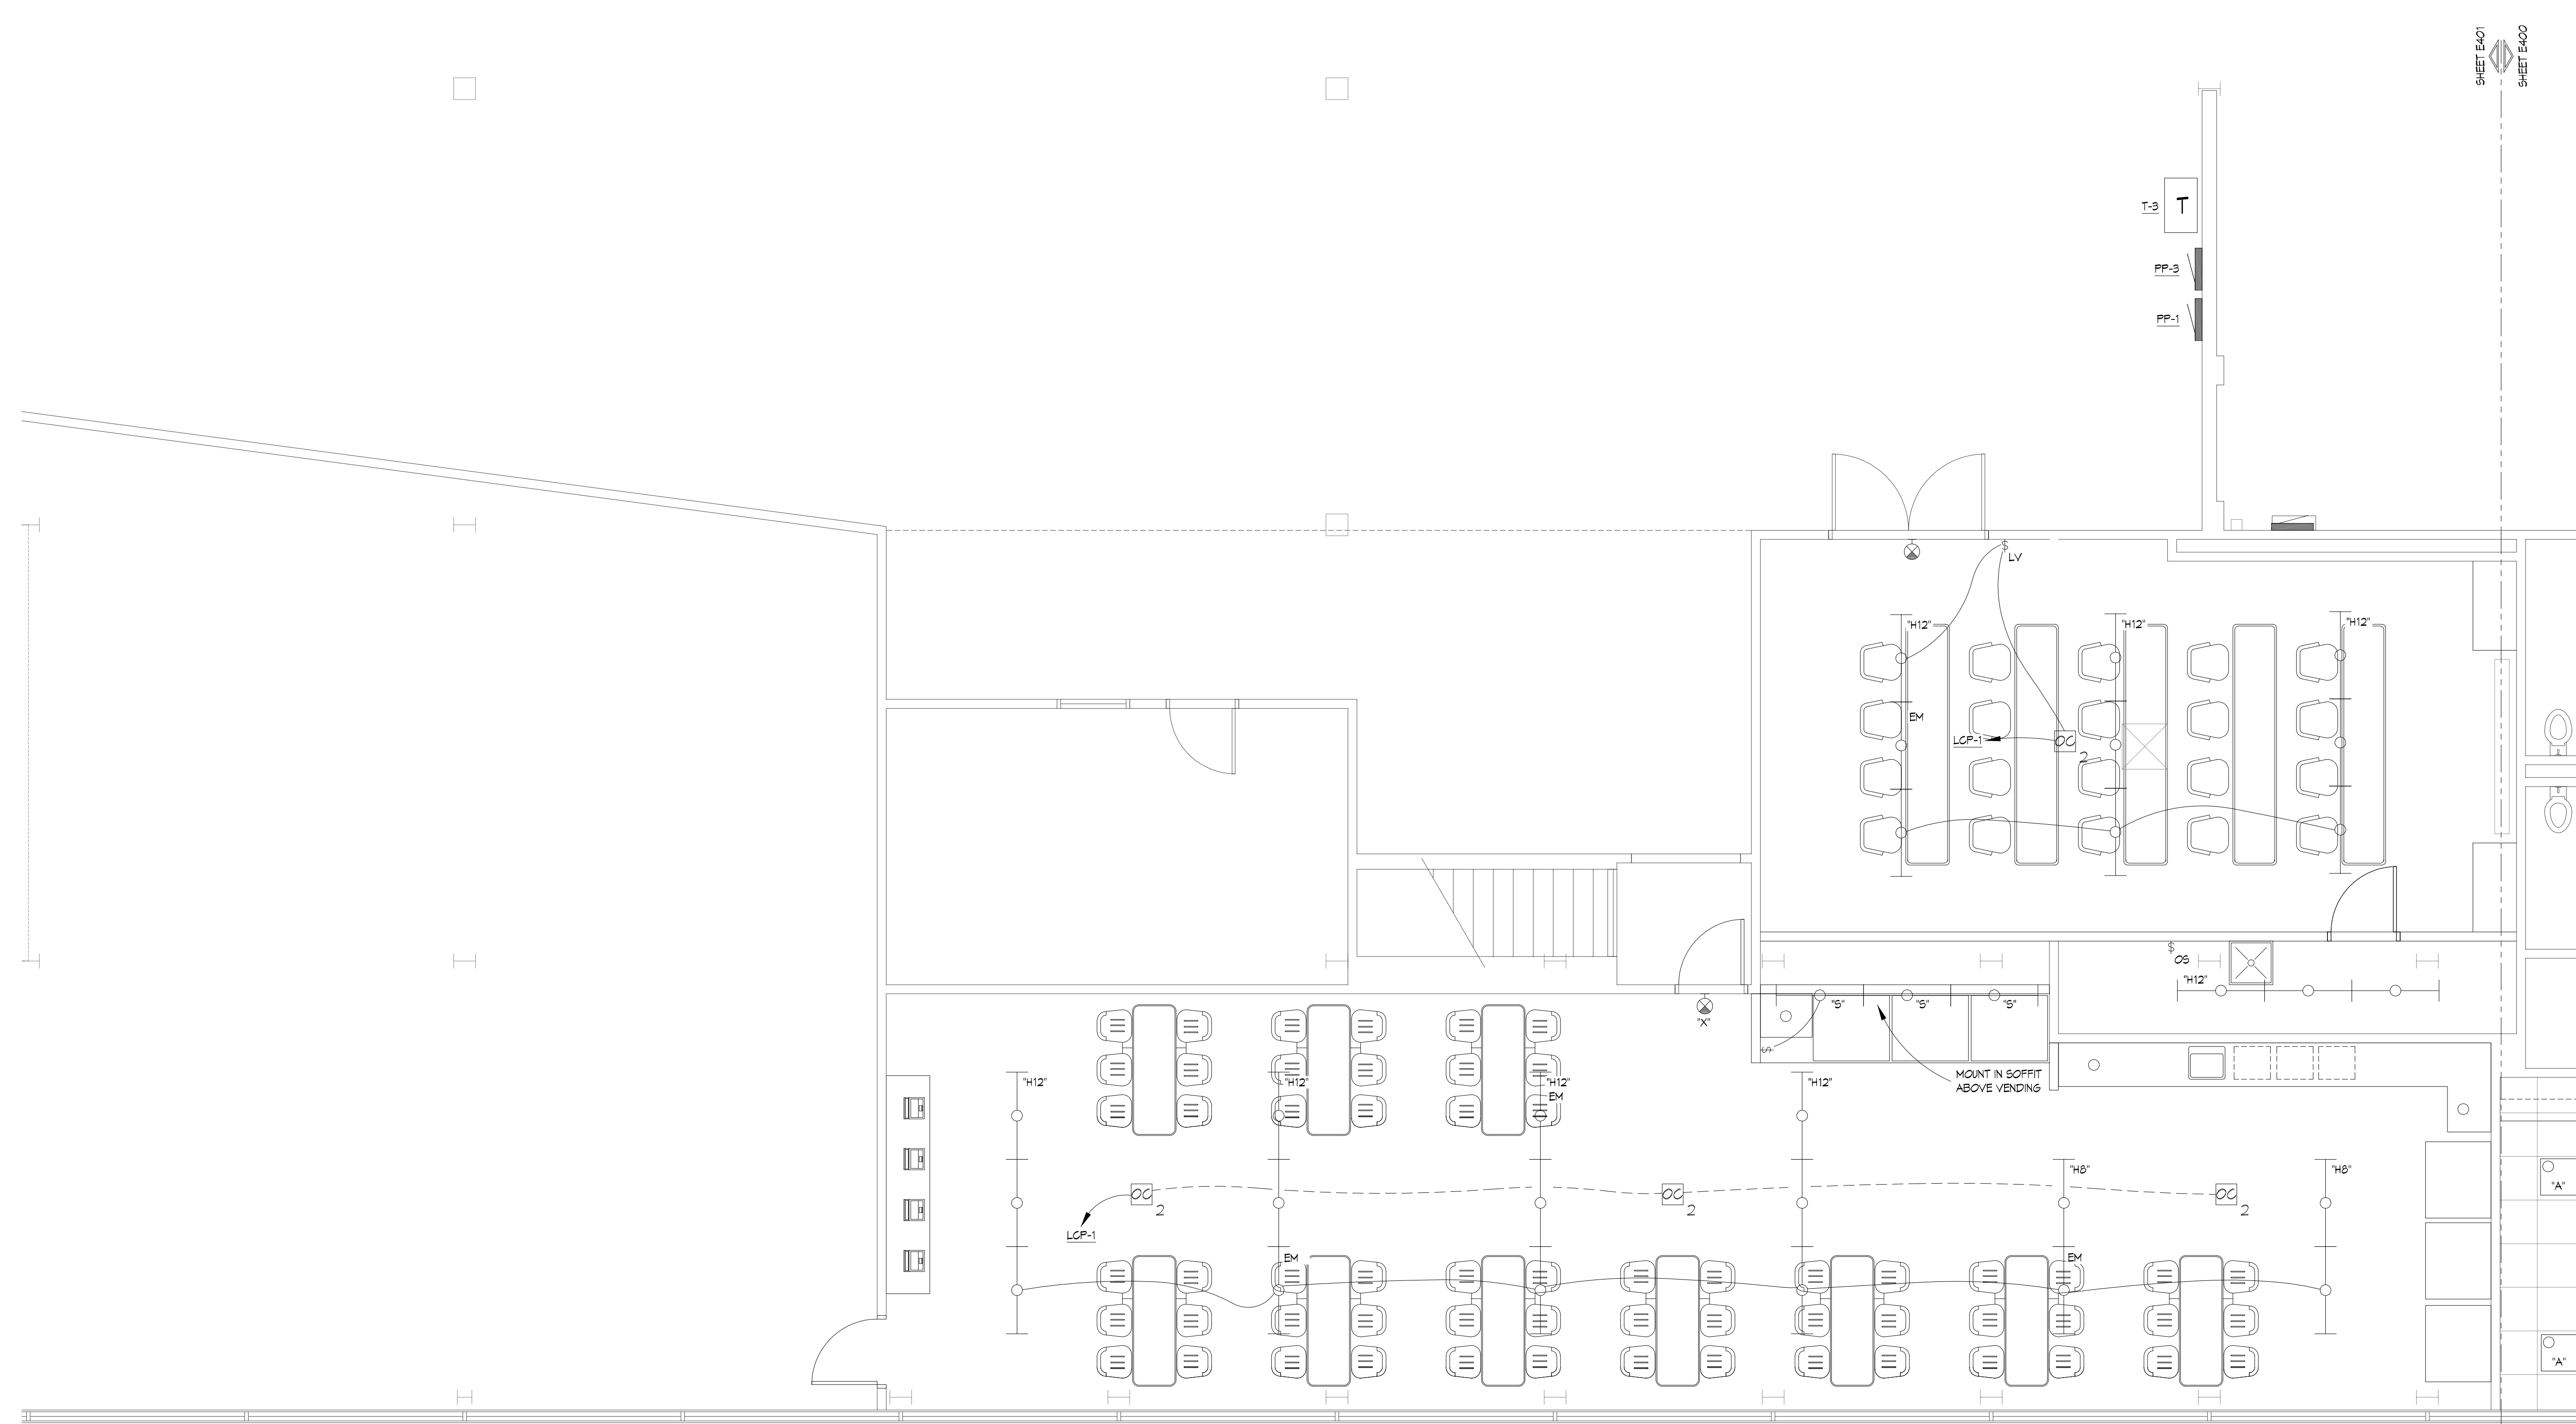 SHEET E401
SHEET E400
T-3
T
PP-3
PP-1
$
LV
"H12"
"H12"
"H12"
EM
LCP-1
OC
2
$
OS
"H12"
"X"
"S"
"S"
"S"
$
MOUNT IN SOFFIT
ABOVE VENDING
"H12"
"H12"
"H12"
EM
"H12"
"H8"
"H8"
OC
2
OC
2
OC
2
LCP-1
EM
EM
"A"
"A"